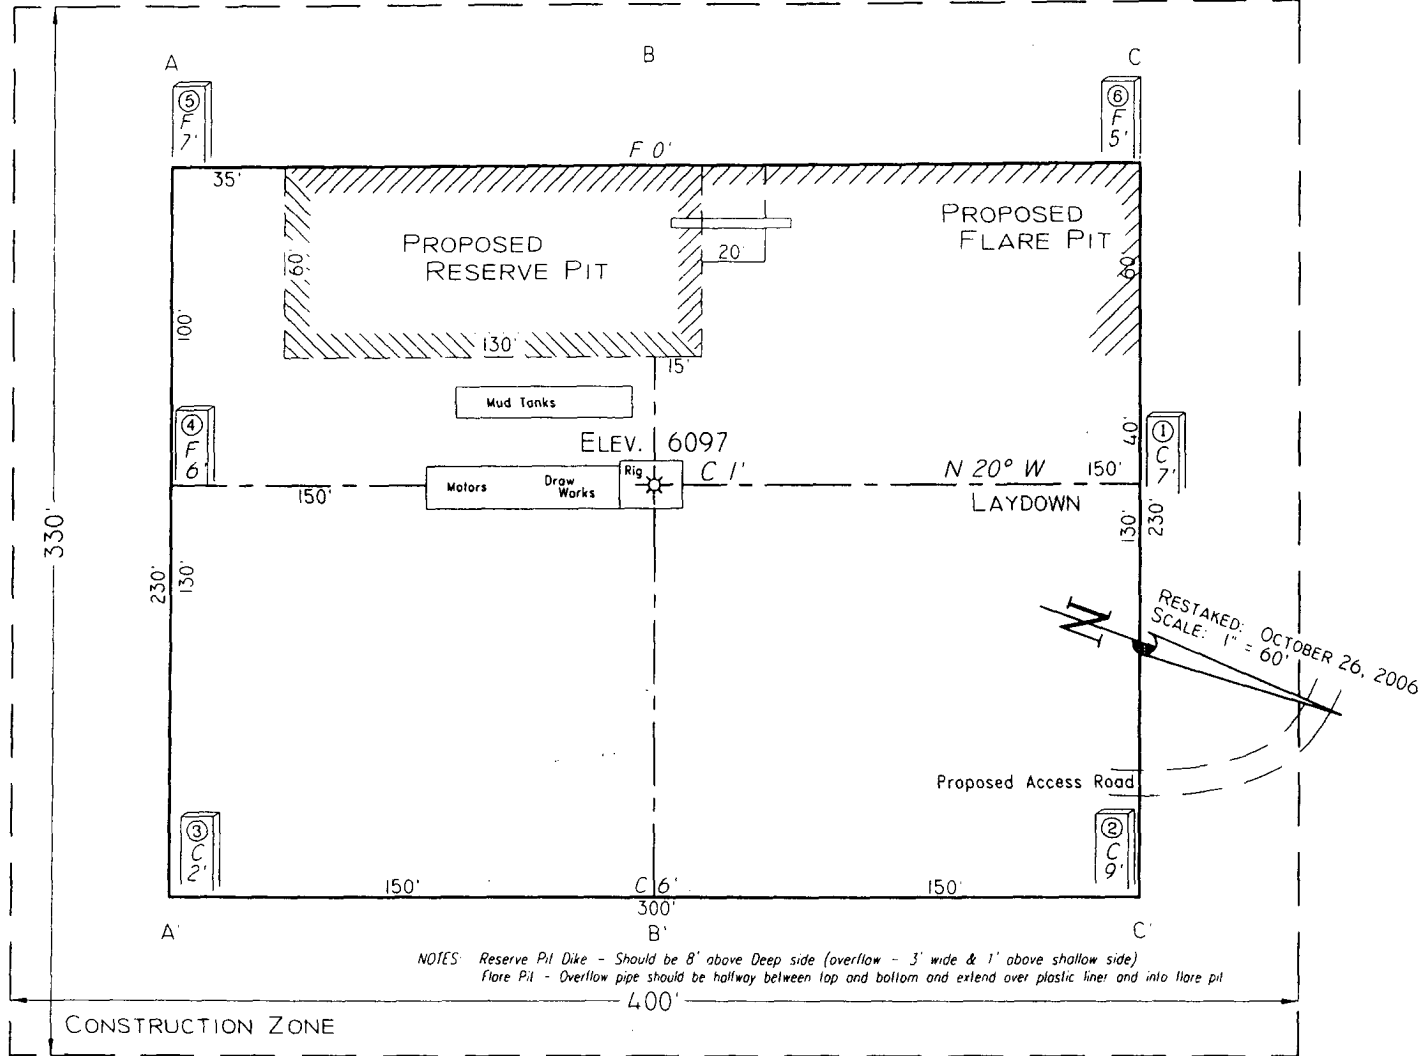 A
B
C
⑤
F
7'
⑥
F
5'
F 0'
35'
PROPOSED
RESERVE PIT
PROPOSED
FLARE PIT
20'
60'
60'
100'
130'
15'
Mud Tanks
④
F
6'
ELEV. 6097
40'
①
C
7'
Rig
C 1'
N 20° W
150'
Motors
Draw
Works
150'
LAYDOWN
330'
130'
230'
230'
130'
N
RESTAKED: OCTOBER 26, 2006
SCALE: 1" = 60'
Proposed Access Road
③
C
2'
②
C
9'
150'
C 6'
150'
300'
A'
B'
C'
NOTES: Reserve Pit Dike - Should be 8' above Deep side (overflow - 3' wide & 1' above shallow side)
Flare Pit - Overflow pipe should be halfway between top and bottom and extend over plastic liner and into flare pit
400'
CONSTRUCTION ZONE